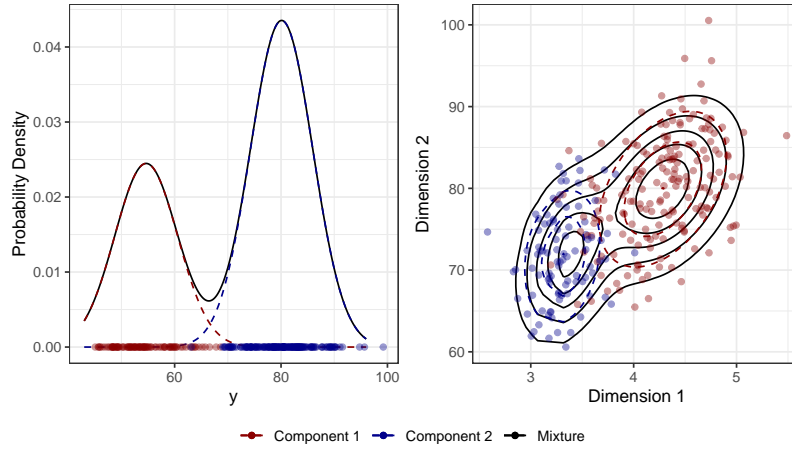 Probability Density
0.04
0.03
0.02
0.01
0.00
60
80
100
y
Dimension 2
100
90
80
70
60
3
4
5
Dimension 1
Component 1
Component 2
Mixture